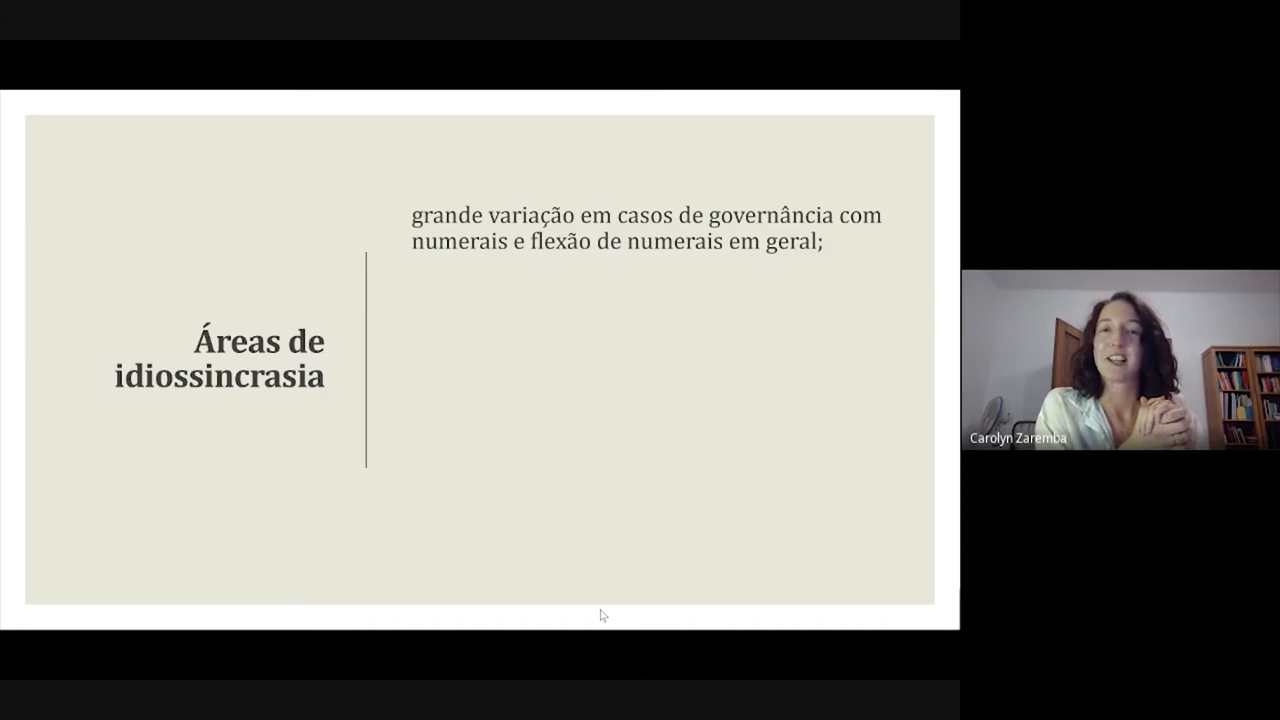 grande variação em casos de governância com
numerais e flexão de numerais em geral;
Áreas de
idiossincrasia
Carolyn Zaremba